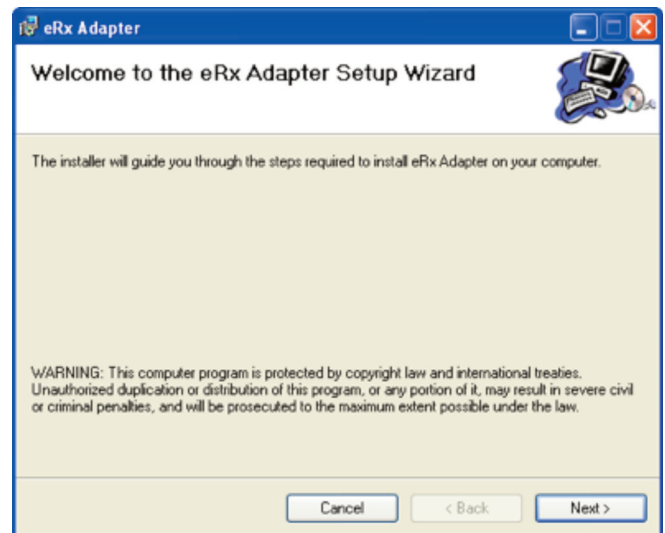 eRx Adapter
Welcome to the eRx Adapter Setup Wizard
The installer will guide you through the steps required to install eRx Adapter on your computer.
WARNING: This computer program is protected by copyright law and international treaties.
Unauthorized duplication or distribution of this program, or any portion of it, may result in severe civil
or criminal penalties, and will be prosecuted to the maximum extent possible under the law.
Cancel
< Back
Next >